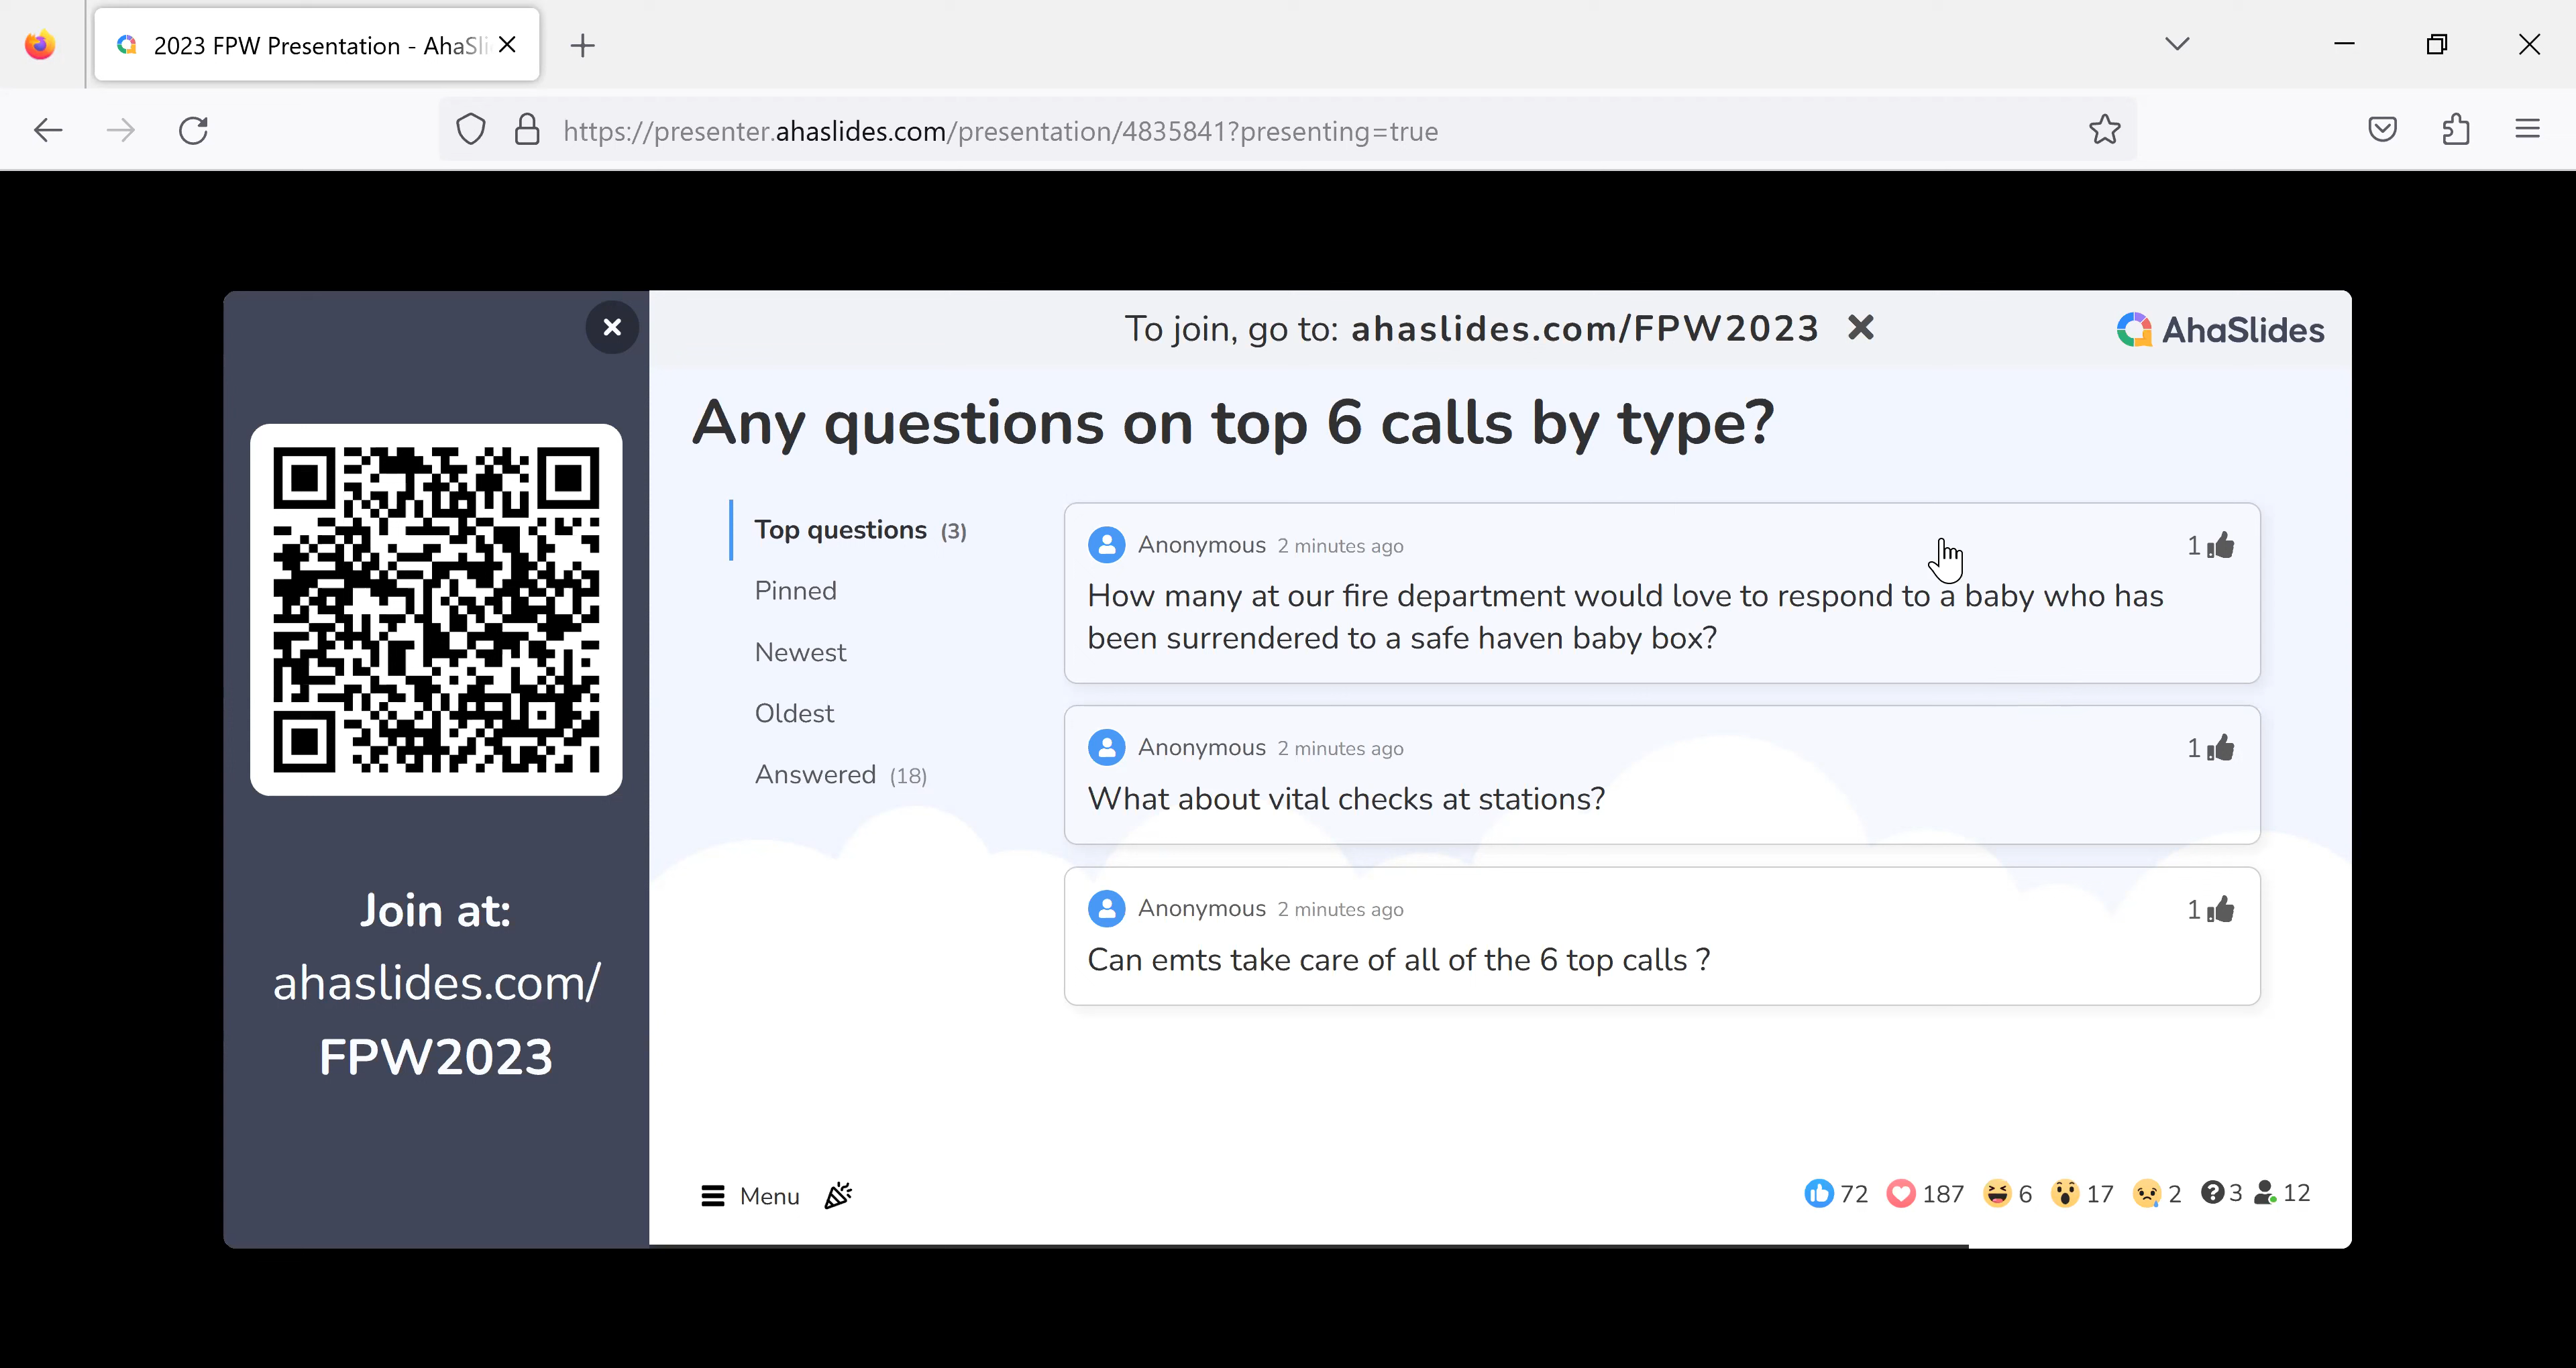 2023 FPW Presentation - AhaSli
https://presenter.ahaslides.com/presentation/4835841?presenting=true
To join, go to: ahaslides.com/FPW2023
AhaSlides
Any questions on top 6 calls by type?
Top questions (3)
Pinned
Newest
Oldest
Answered (18)
Anonymous 2 minutes ago 1
How many at our fire department would love to respond to a baby who has
been surrendered to a safe haven baby box?
Anonymous 2 minutes ago 1
What about vital checks at stations?
Anonymous 2 minutes ago 1
Can emts take care of all of the 6 top calls ?
Join at:
ahaslides.com/
FPW2023
Menu
72 187 6 17 2 3 12